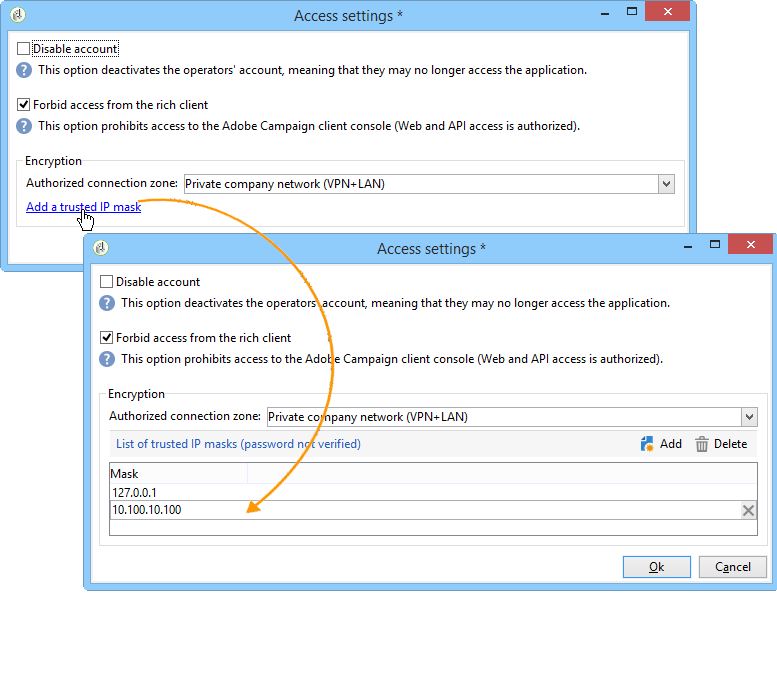 Access settings *
Disable account
This option deactivates the operators' account, meaning that they may no longer access the application.
Forbid access from the rich client
This option prohibits access to the Adobe Campaign client console (Web and API access is authorized).
Encryption
Authorized connection zone: Private company network (VPN+LAN)
Add a trusted IP mask
Access settings *
Disable account
This option deactivates the operators' account, meaning that they may no longer access the application.
Forbid access from the rich client
This option prohibits access to the Adobe Campaign client console (Web and API access is authorized).
Encryption
Authorized connection zone: Private company network (VPN+LAN)
List of trusted IP masks (password not verified) Add Delete
Mask
127.0.0.1
10.100.10.100
Ok Cancel